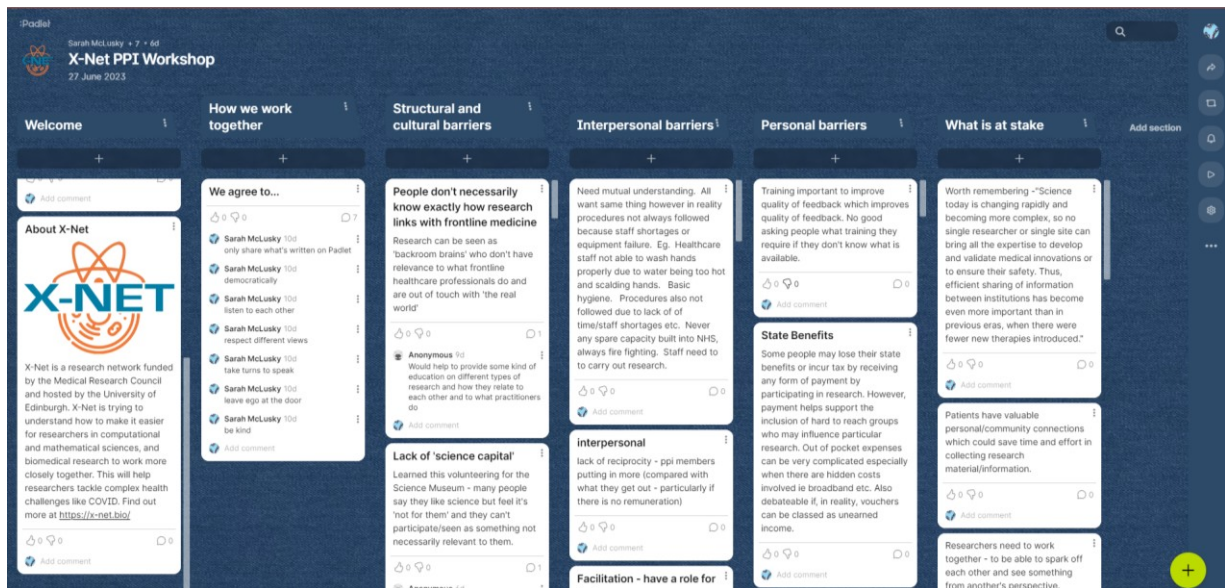 :Padlet
Sarah McLusky + 7 • 6d
X-Net PPI Workshop
27 June 2023
Welcome
Add comment
About X-Net
X-NET
X-Net is a research network funded
by the Medical Research Council
and hosted by the University of
Edinburgh. X-Net is trying to
understand how to make it easier
for researchers in computational
and mathematical sciences, and
biomedical research to work more
closely together. This will help
researchers tackle complex health
challenges like COVID. Find out
more at https://x-net.bio/
0 0 0
Add comment
How we work
together
We agree to...
0 0 7
Sarah McLusky 10d
only share what's written on Padlet
Sarah McLusky 10d
democratically
Sarah McLusky 10d
listen to each other
Sarah McLusky 10d
respect different views
Sarah McLusky 10d
take turns to speak
Sarah McLusky 10d
leave ego at the door
Sarah McLusky 10d
be kind
Add comment
Structural and
cultural barriers
People don't necessarily
know exactly how research
links with frontline medicine
Research can be seen as
'backroom brains' who don't have
relevance to what frontline
healthcare professionals do and
are out of touch with 'the real
world'
0 0 1
Anonymous 9d
Would help to provide some kind of
education on different types of
research and how they relate to
each other and to what practitioners
do
Add comment
Lack of 'science capital'
Learned this volunteering for the
Science Museum - many people
say they like science but feel it's
'not for them' and they can't
participate/seen as something not
necessarily relevant to them.
0 0 1
Interpersonal barriers
Need mutual understanding. All
want same thing however in reality
procedures not always followed
because staff shortages or
equipment failure. Eg. Healthcare
staff not able to wash hands
properly due to water being too hot
and scalding hands. Basic
hygiene. Procedures also not
followed due to lack of of
time/staff shortages etc. Never
any spare capacity built into NHS,
always fire fighting. Staff need to
to carry out research.
0 0 0
Add comment
interpersonal
lack of reciprocity - ppi members
putting in more (compared with
what they get out - particularly if
there is no remuneration)
0 0 0
Add comment
Facilitation - have a role for
Personal barriers
Training important to improve
quality of feedback which improves
quality of feedback. No good
asking people what training they
require if they don't know what is
available.
0 0 0
Add comment
State Benefits
Some people may lose their state
benefits or incur tax by receiving
any form of payment by
participating in research. However,
payment helps support the
inclusion of hard to reach groups
who may influence particular
research. Out of pocket expenses
can be very complicated especially
when there are hidden costs
involved ie broadband etc. Also
debateable if, in reality, vouchers
can be classed as unearned
income.
0 0 0
Add comment
What is at stake
Worth remembering -"Science
today is changing rapidly and
becoming more complex, so no
single researcher or single site can
bring all the expertise to develop
and validate medical innovations or
to ensure their safety. Thus,
efficient sharing of information
between institutions has become
even more important than in
previous eras, when there were
fewer new therapies introduced."
0 0 0
Add comment
Patients have valuable
personal/community connections
which could save time and effort in
collecting research
material/information.
0 0 0
Add comment
Researchers need to work
together - to be able to spark off
each other and see something
from another's perspective.
Add section